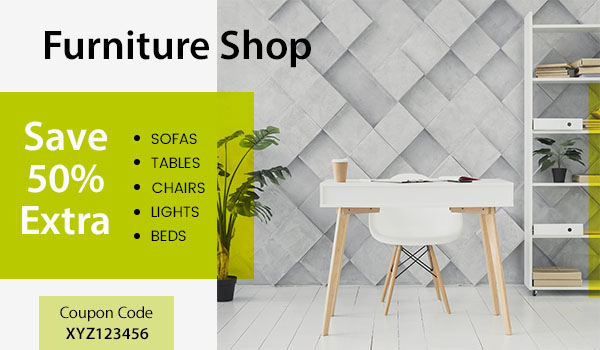 Furniture Shop
Save
50%
Extra
• SOFAS
• TABLES
• CHAIRS
• LIGHTS
• BEDS
Coupon Code
XYZ123456